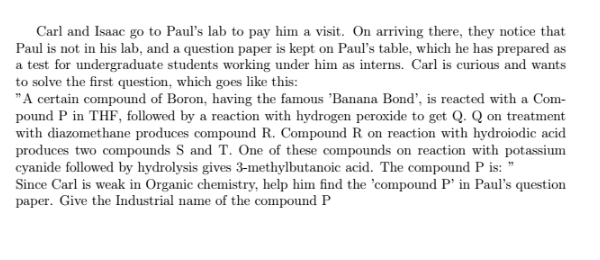 Carl and Isaac go to Paul's lab to pay him a visit. On arriving there, they notice that
Paul is not in his lab, and a question paper is kept on Paul's table, which he has prepared as
a test for undergraduate students working under him as interns. Carl is curious and wants
to solve the first question, which goes like this:
"A certain compound of Boron, having the famous 'Banana Bond', is reacted with a Com-
pound P in THF, followed by a reaction with hydrogen peroxide to get Q. Q on treatment
with diazomethane produces compound R. Compound R on reaction with hydroiodic acid
produces two compounds S and T. One of these compounds on reaction with potassium
cyanide followed by hydrolysis gives 3-methylbutanoic acid. The compound P is: "
Since Carl is weak in Organic chemistry, help him find the 'compound P' in Paul's question
paper. Give the Industrial name of the compound P